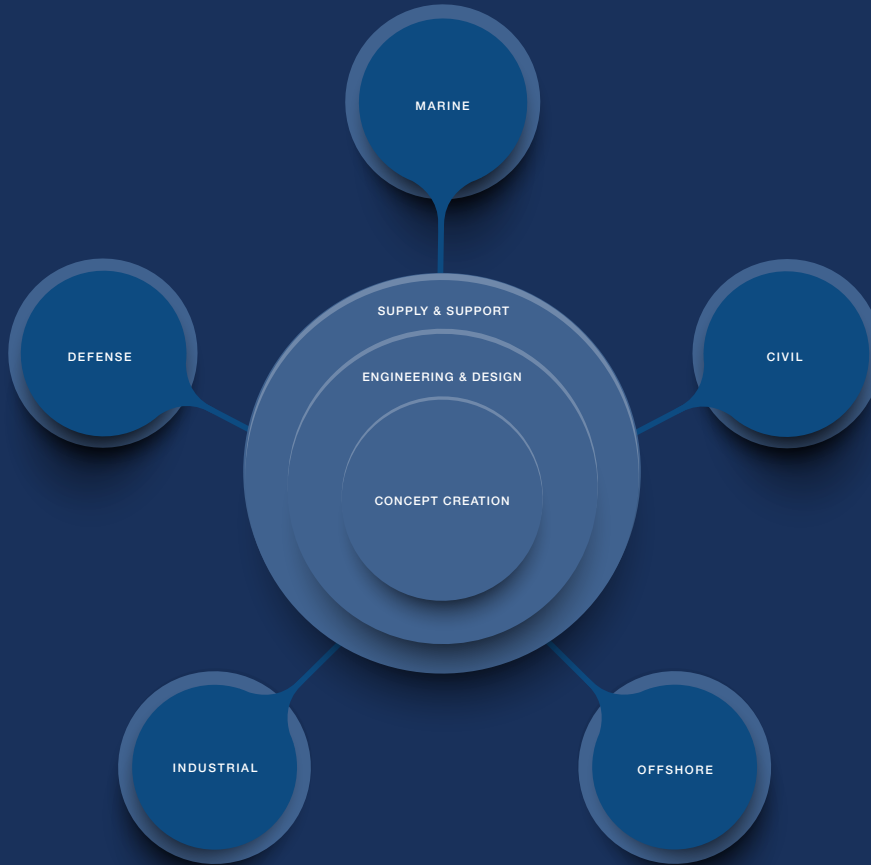 MARINE
SUPPLY & SUPPORT
DEFENSE
CIVIL
ENGINEERING & DESIGN
CONCEPT CREATION
INDUSTRIAL
OFFSHORE